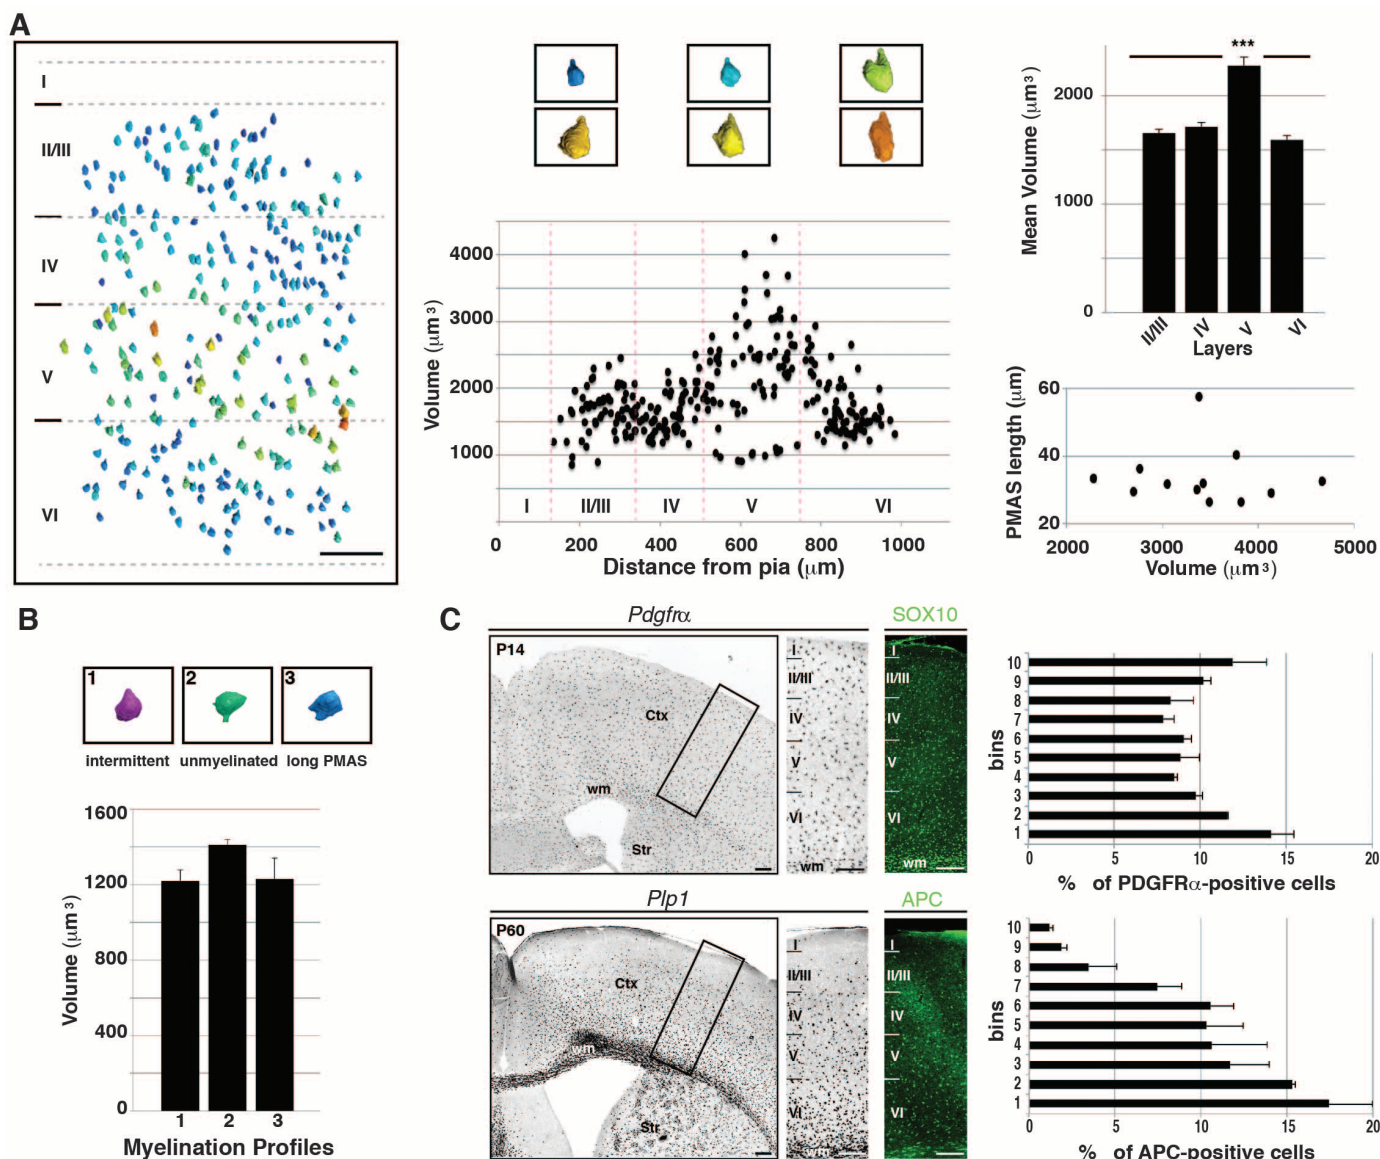 A
I
II/III
IV
V
VI
4000
3000
2000
1000
0
Volume (μm³)
I II/III IV V VI
0 200 400 600 800 1000
Distance from pia (μm)
***
2000
1000
0
Mean Volume (μm³)
II/III IV V VI
Layers
60
40
20
PMAS length (μm)
2000 3000 4000 5000
Volume (μm³)
B
1 2 3
intermittent unmyelinated long PMAS
1600
1200
800
400
0
Volume (μm³)
1 2 3
Myelination Profiles
C
Pdgfrα
SOX10
P14
Ctx
wm
Str
I
II/III
IV
V
VI
wm
I
II/III
IV
V
VI
wm
10
9
8
7
6
5
4
3
2
1
bins
0 5 10 15 20
% of PDGFRα-positive cells
Plp1
APC
P60
Ctx
Str
I
II/III
IV
V
VI
wm
I
II/III
IV
V
VI
10
9
8
7
6
5
4
3
2
1
bins
0 5 10 15 20
% of APC-positive cells